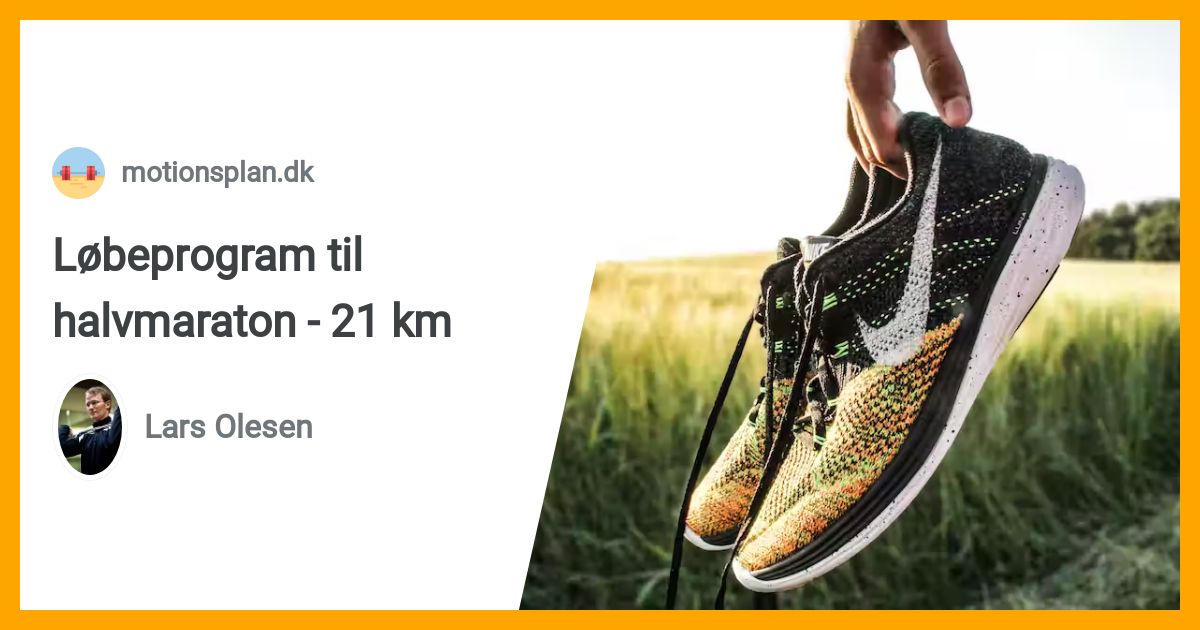 motionsplan.dk
Løbeprogram til
halvmaraton - 21 km
Lars Olesen